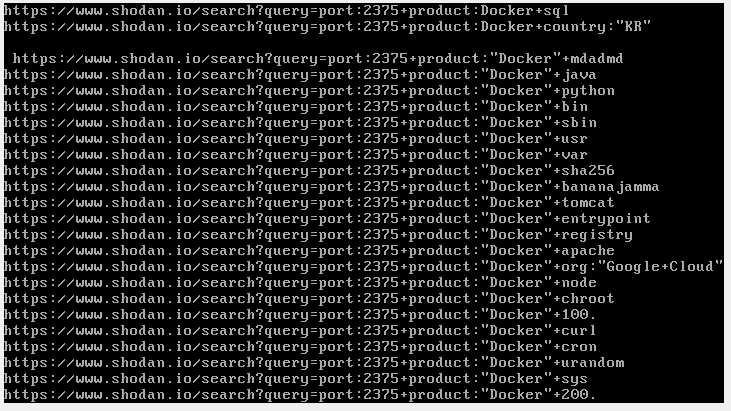 https://www.shodan.io/search?query=port:2375+product:Docker+sql
https://www.shodan.io/search?query=port:2375+product:Docker+country:"KR"
https://www.shodan.io/search?query=port:2375+product:"Docker"+mdadmd
https://www.shodan.io/search?query=port:2375+product:"Docker"+java
https://www.shodan.io/search?query=port:2375+product:"Docker"+python
https://www.shodan.io/search?query=port:2375+product:"Docker"+bin
https://www.shodan.io/search?query=port:2375+product:"Docker"+sbin
https://www.shodan.io/search?query=port:2375+product:"Docker"+usr
https://www.shodan.io/search?query=port:2375+product:"Docker"+var
https://www.shodan.io/search?query=port:2375+product:"Docker"+sha256
https://www.shodan.io/search?query=port:2375+product:"Docker"+bananajamma
https://www.shodan.io/search?query=port:2375+product:"Docker"+tomcat
https://www.shodan.io/search?query=port:2375+product:"Docker"+entrypoint
https://www.shodan.io/search?query=port:2375+product:"Docker"+registry
https://www.shodan.io/search?query=port:2375+product:"Docker"+apache
https://www.shodan.io/search?query=port:2375+product:"Docker"+org:"Google+Cloud"
https://www.shodan.io/search?query=port:2375+product:"Docker"+node
https://www.shodan.io/search?query=port:2375+product:"Docker"+chroot
https://www.shodan.io/search?query=port:2375+product:"Docker"+100.
https://www.shodan.io/search?query=port:2375+product:"Docker"+curl
https://www.shodan.io/search?query=port:2375+product:"Docker"+cron
https://www.shodan.io/search?query=port:2375+product:"Docker"+urandom
https://www.shodan.io/search?query=port:2375+product:"Docker"+sys
https://www.shodan.io/search?query=port:2375+product:"Docker"+200.